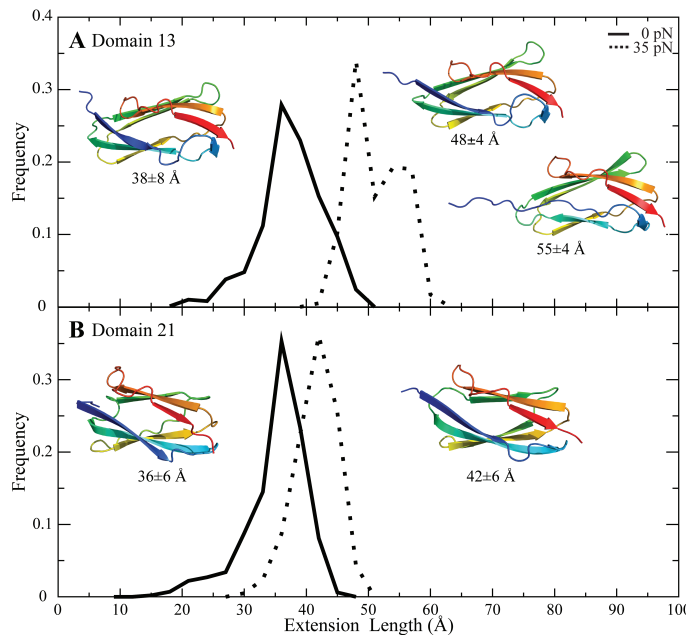 0.4
A Domain 13
0 pN
35 pN
0.3
48±4 Å
38±8 Å
0.2
Frequency
55±4 Å
0.1
0
B Domain 21
0.3
36±6 Å
42±6 Å
0.2
Frequency
0.1
0
0 10 20 30 40 50 60 70 80 90 100
Extension Length (Å)